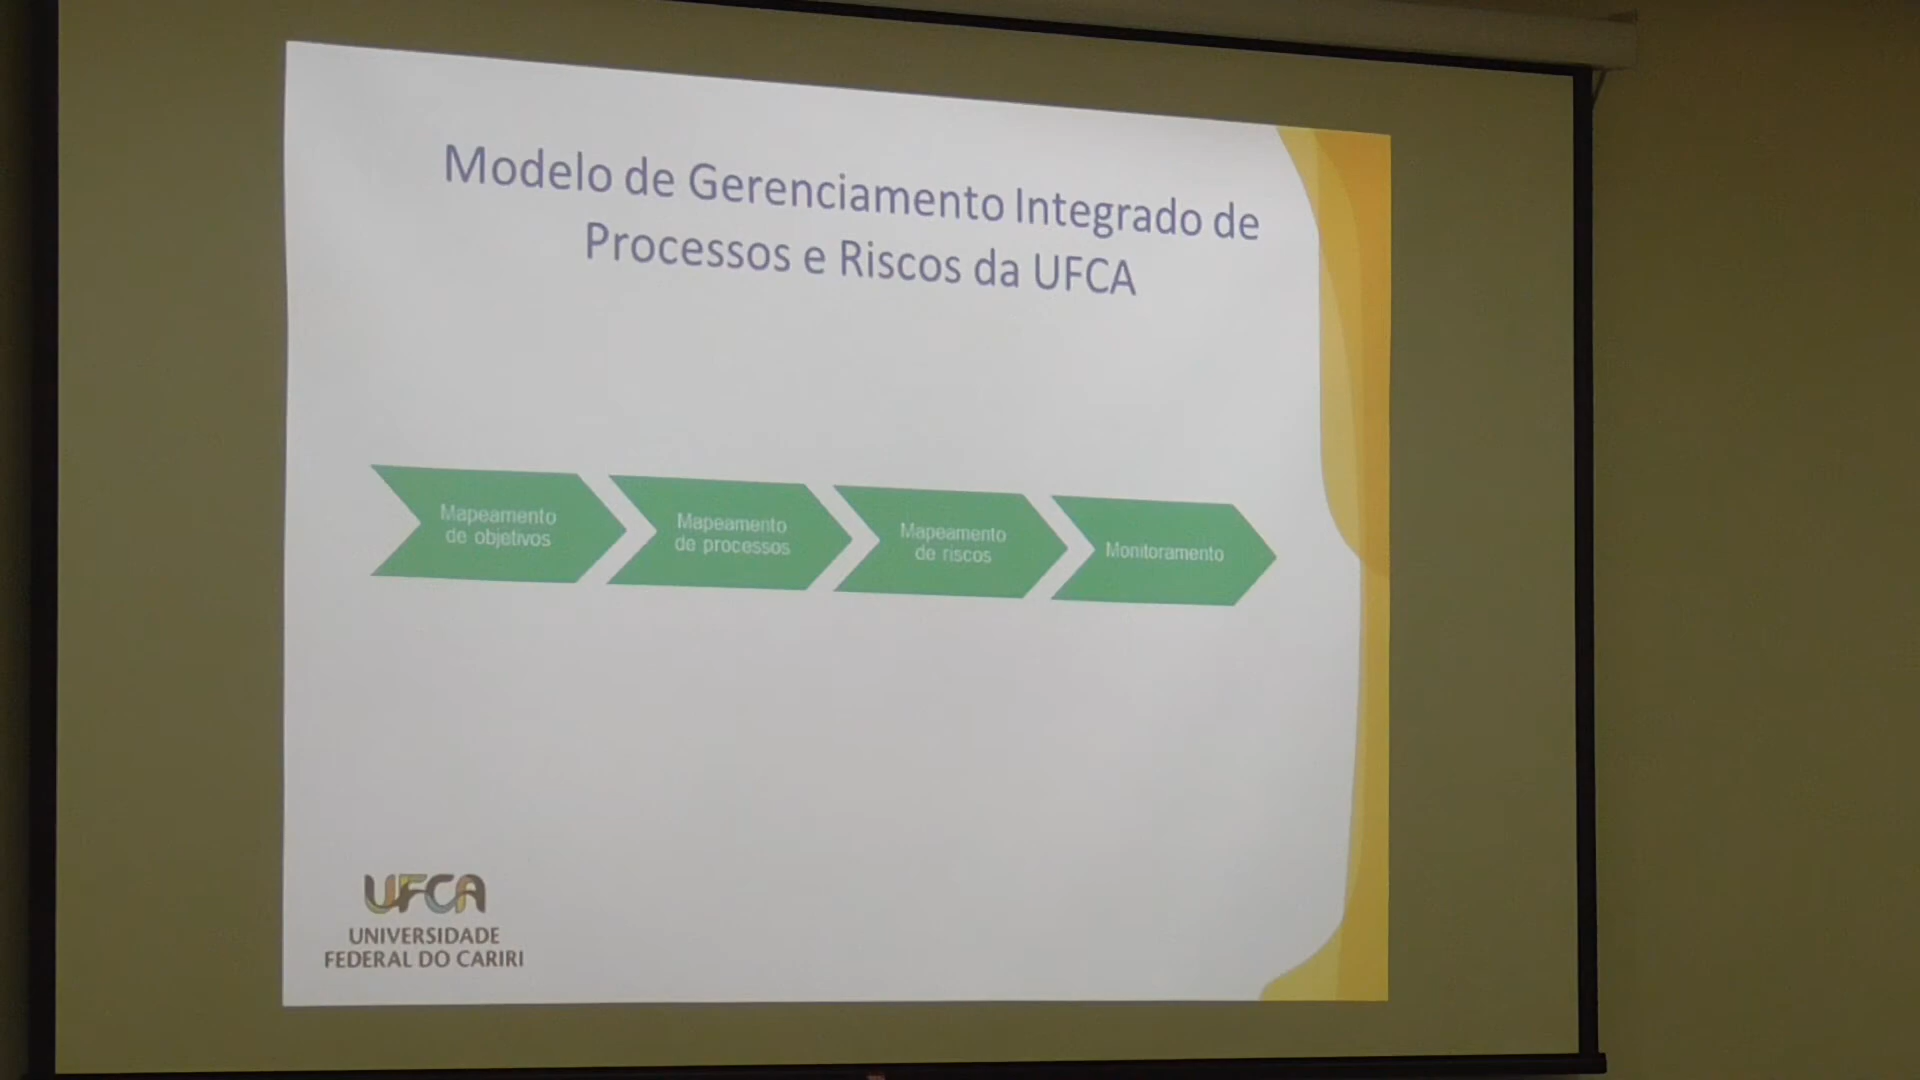 Modelo de Gerenciamento Integrado de
Processos e Riscos da UFCA
Mapeamento
de objetivos
Mapeamento
de processos
Mapeamento
de riscos
Monitoramento
UFCA
UNIVERSIDADE
FEDERAL DO CARIRI